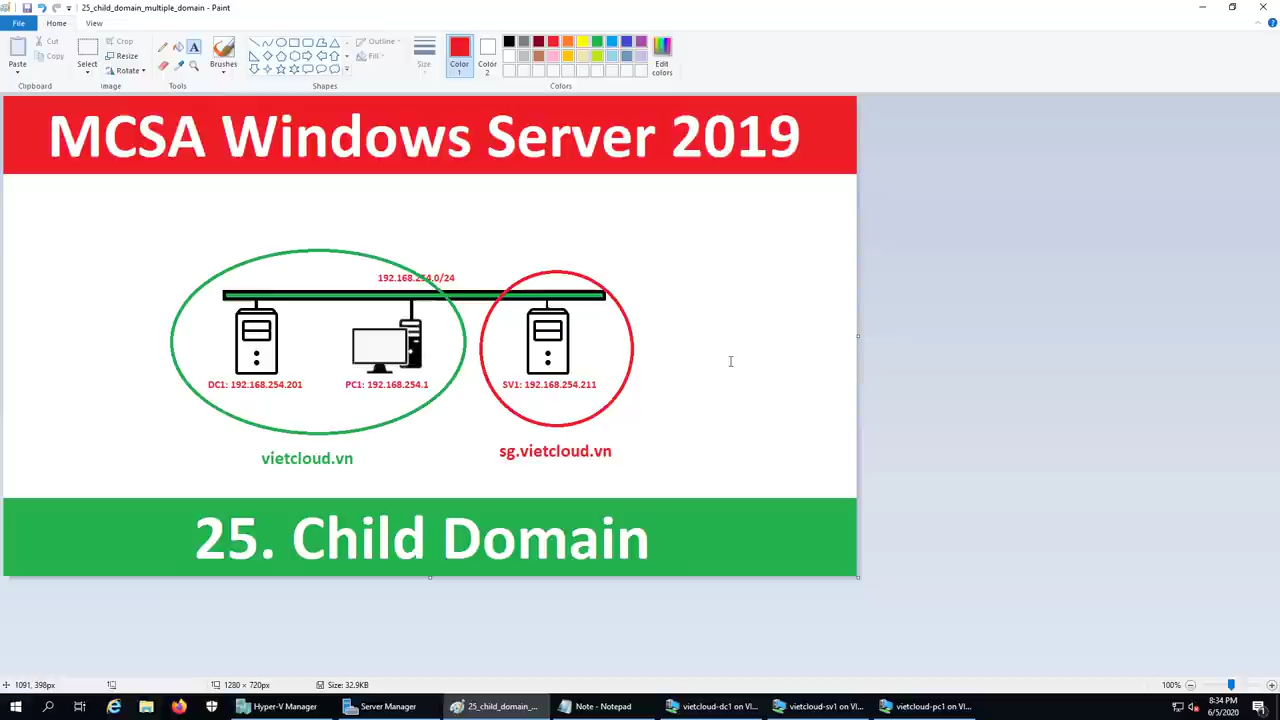 25_child_domain_multiple_domain - Paint
File Home View
Paste
Cut
Copy
Clipboard
Select
Crop
Resize
Rotate
Image
Tools
Brushes
Shapes
Outline
Fill
Size
Color 1
Color 2
Colors
Edit colors
MCSA Windows Server 2019
192.168.254.0/24
DC1: 192.168.254.201
PC1: 192.168.254.1
SV1: 192.168.254.211
vietcloud.vn
sg.vietcloud.vn
25. Child Domain
1091, 398px
1280 × 720px
Size: 32.9KB
100%
Hyper-V Manager
Server Manager
25_child_domain_...
Note - Notepad
vietcloud-dc1 on VI...
vietcloud-sv1 on VI...
vietcloud-pc1 on VI...
8:34 PM
6/5/2020